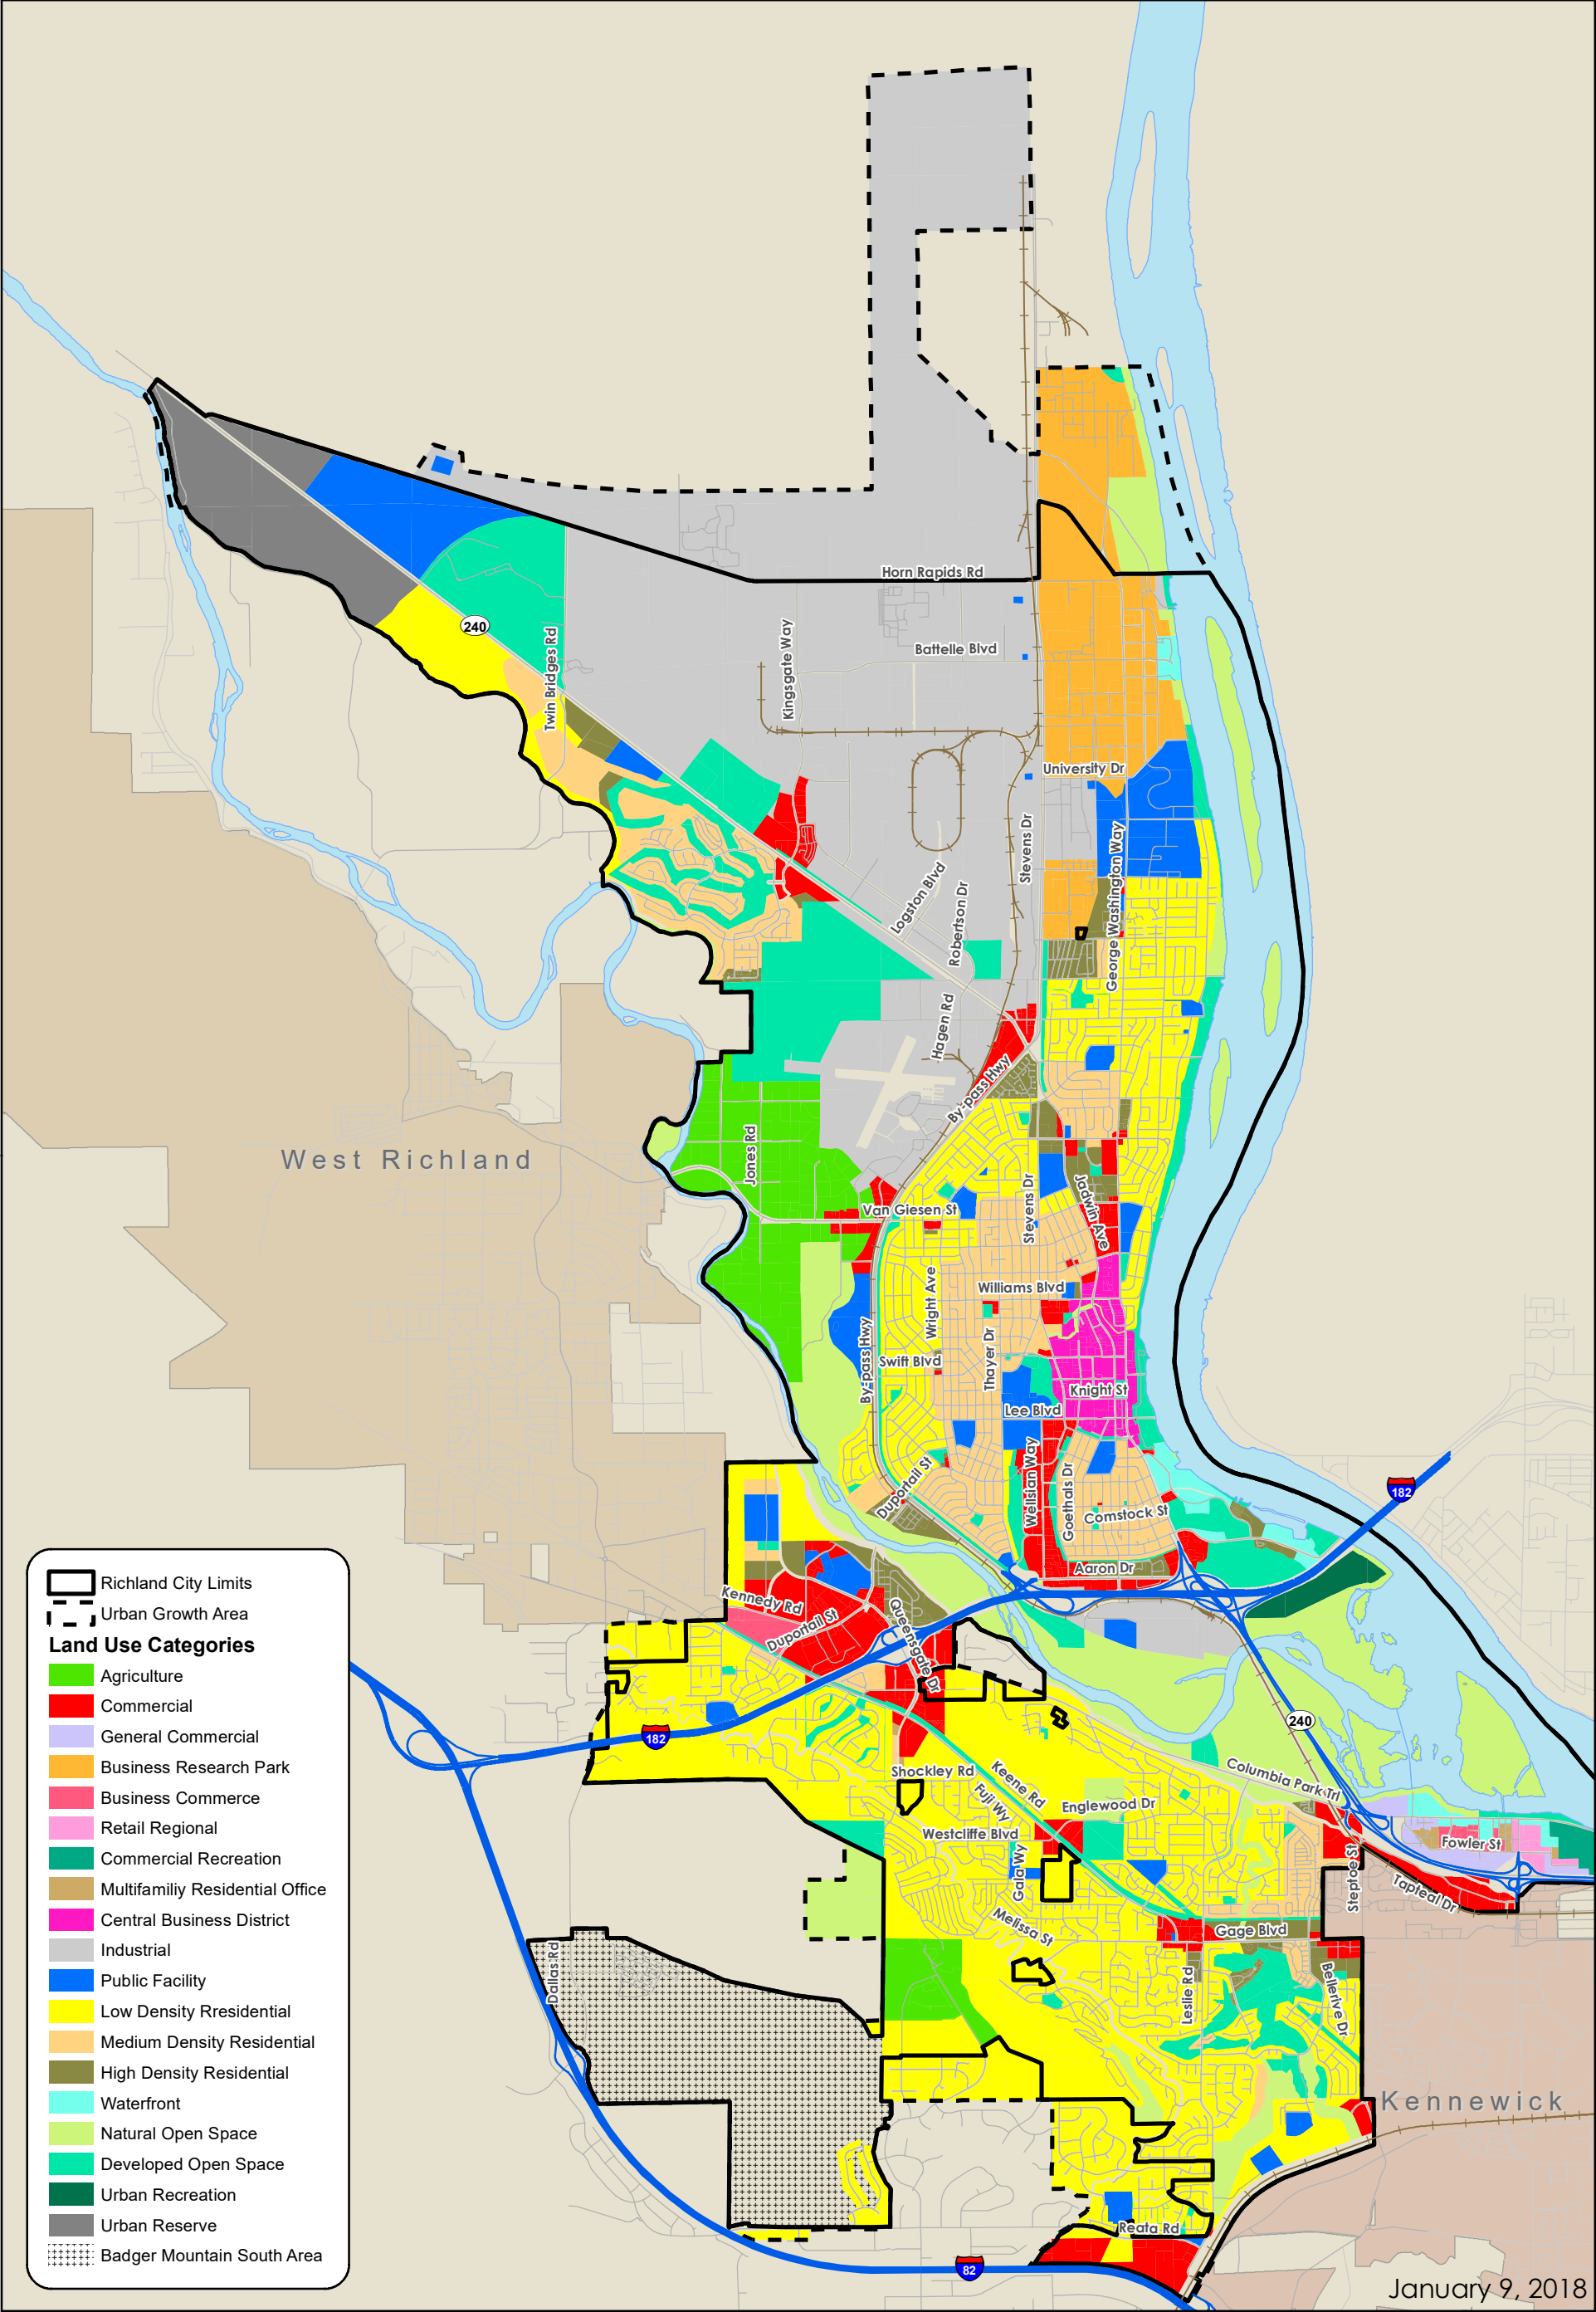 Horn Rapids Rd
240
Battelle Blvd
Kingsgate Way
Twin Bridges Rd
University Dr
Stevens Dr
George Washington Way
Logston Blvd
Robertson Dr
Hagen Rd
By-pass Hwy
West Richland
Jones Rd
Van Giesen St
Stevens Dr
Jadwin Ave
Williams Blvd
Wright Ave
Thayer Dr
By-pass Hwy
Swift Blvd
Knight St
Lee Blvd
Wellsian Way
Goethals Dr
Duportail St
Comstock St
182
Aaron Dr
Kennedy Rd
Duportail St
Queensgate Dr
182
240
Shockley Rd
Keene Rd
Fuji Wy
Englewood Dr
Columbia Park Trl
Westcliffe Blvd
Gala Wy
Fowler St
Steptoe St
Tapteal Dr
Melissa St
Gage Blvd
Leslie Rd
Bellerive Dr
Dallas Rd
Kennewick
Reata Rd
82
Richland City Limits
Urban Growth Area
Land Use Categories
Agriculture
Commercial
General Commercial
Business Research Park
Business Commerce
Retail Regional
Commercial Recreation
Multifamiliy Residential Office
Central Business District
Industrial
Public Facility
Low Density Rresidential
Medium Density Residential
High Density Residential
Waterfront
Natural Open Space
Developed Open Space
Urban Recreation
Urban Reserve
Badger Mountain South Area
January 9, 2018